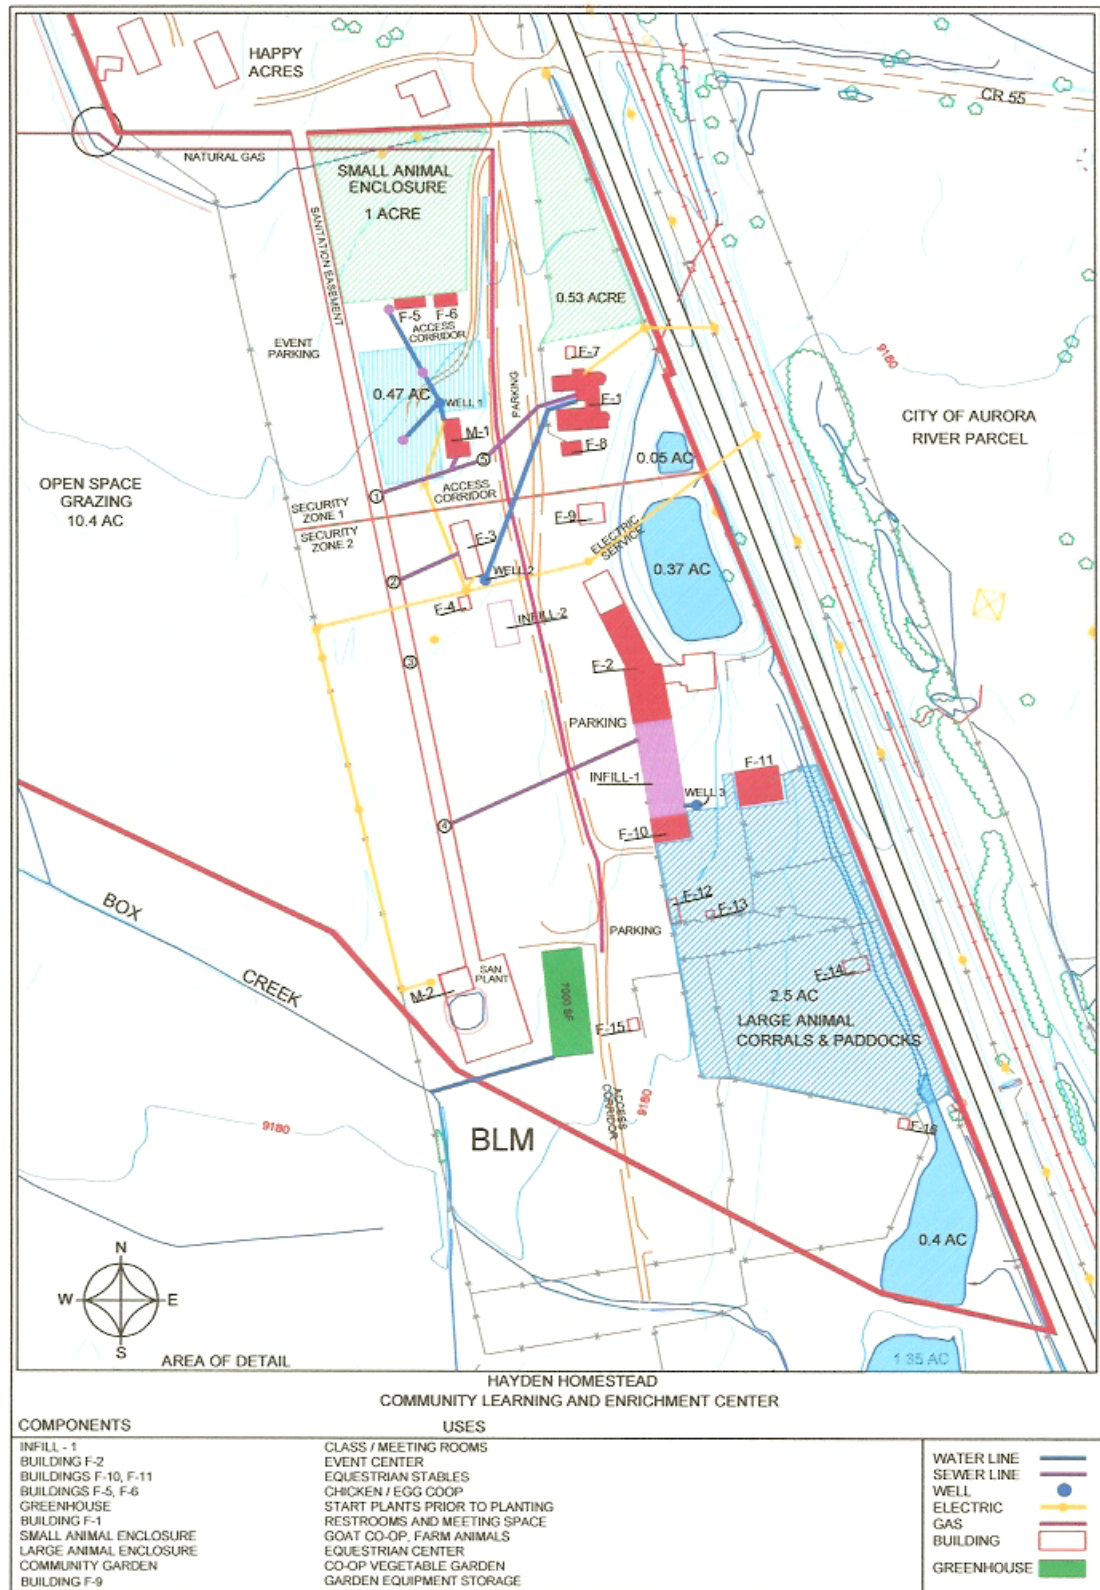 HAPPY
ACRES
CR 55
NATURAL GAS
SMALL ANIMAL
ENCLOSURE
1 ACRE
SANITATION EASEMENT
0.53 ACRE
F-5
F-6
ACCESS
CORRIDOR
EVENT
PARKING
F-7
9180
0.47 AC
WELL 1
PARKING
F-1
CITY OF AURORA
RIVER PARCEL
M-1
F-8
5
0.05 AC
OPEN SPACE
GRAZING
10.4 AC
1
ACCESS
CORRIDOR
SECURITY
ZONE 1
F-9
SECURITY
ZONE 2
F-3
ELECTRIC
SERVICE
0.37 AC
2
WELL 2
F-4
INFILL-2
3
F-2
PARKING
F-11
INFILL-1
WELL 3
4
F-10
BOX
F-12
F-13
PARKING
CREEK
SAN
PLANT
F-14
M-2
7000 SF
2.5 AC
F-15
LARGE ANIMAL
CORRALS & PADDOCKS
ACCESS
CORRIDOR
9180
9180
F-16
BLM
0.4 AC
N
W
E
S
AREA OF DETAIL
1.35 AC
HAYDEN HOMESTEAD
COMMUNITY LEARNING AND ENRICHMENT CENTER
COMPONENTS USES
INFILL - 1 CLASS / MEETING ROOMS
BUILDING F-2 EVENT CENTER
BUILDINGS F-10, F-11 EQUESTRIAN STABLES
BUILDINGS F-5, F-6 CHICKEN / EGG COOP
GREENHOUSE START PLANTS PRIOR TO PLANTING
BUILDING F-1 RESTROOMS AND MEETING SPACE
SMALL ANIMAL ENCLOSURE GOAT CO-OP, FARM ANIMALS
LARGE ANIMAL ENCLOSURE EQUESTRIAN CENTER
COMMUNITY GARDEN CO-OP VEGETABLE GARDEN
BUILDING F-9 GARDEN EQUIPMENT STORAGE
WATER LINE
SEWER LINE
WELL
ELECTRIC
GAS
BUILDING
GREENHOUSE